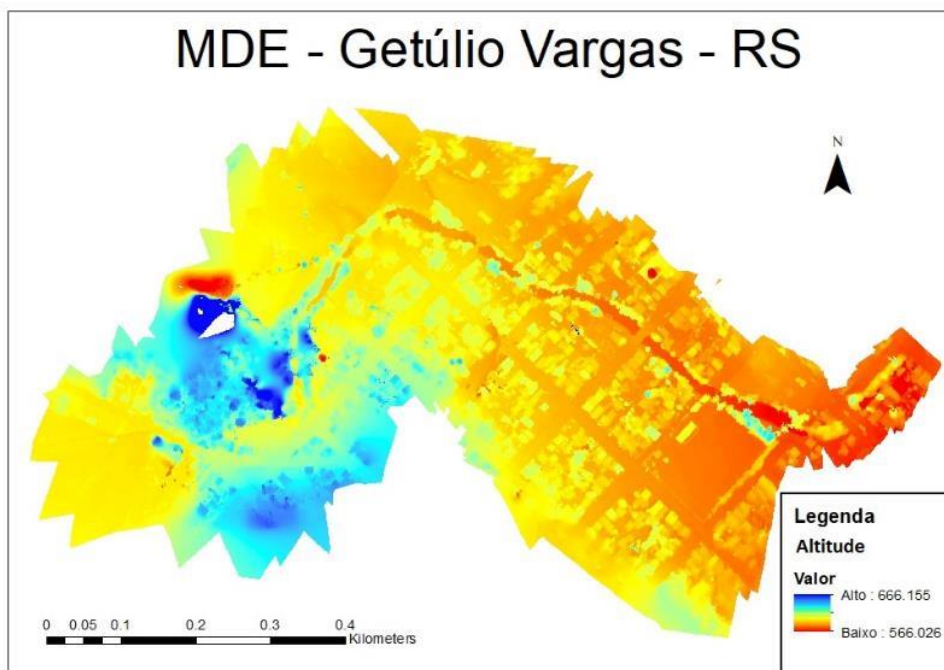 MDE - Getúlio Vargas - RS
N
Legenda
Altitude
Valor
Alto : 666.155
Baixo : 566.026
0 0.05 0.1 0.2 0.3 0.4
Kilometers